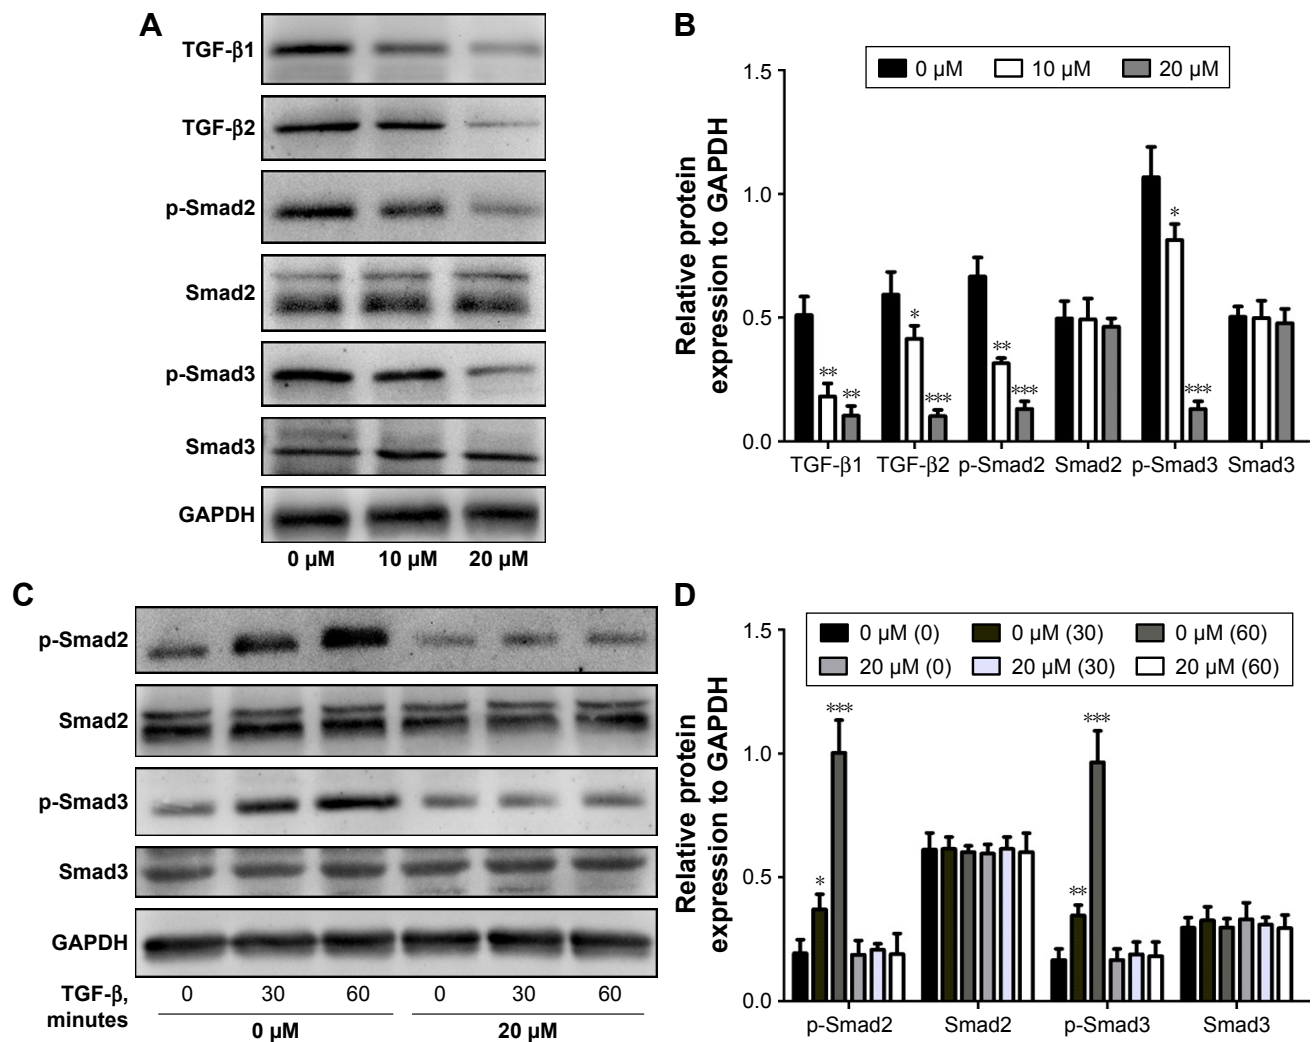 A
TGF-β1
TGF-β2
p-Smad2
Smad2
p-Smad3
Smad3
GAPDH
0 μM 10 μM 20 μM
B
Relative protein
expression to GAPDH
0 μM 10 μM 20 μM
1.5
1.0
0.5
0.0
** ** * *** ** *** * ***
TGF-β1 TGF-β2 p-Smad2 Smad2 p-Smad3 Smad3
C
p-Smad2
Smad2
p-Smad3
Smad3
GAPDH
TGF-β, 0 30 60 0 30 60
minutes
0 μM 20 μM
D
Relative protein
expression to GAPDH
0 μM (0) 0 μM (30) 0 μM (60)
20 μM (0) 20 μM (30) 20 μM (60)
1.5
1.0
0.5
0.0
* *** ** ***
p-Smad2 Smad2 p-Smad3 Smad3